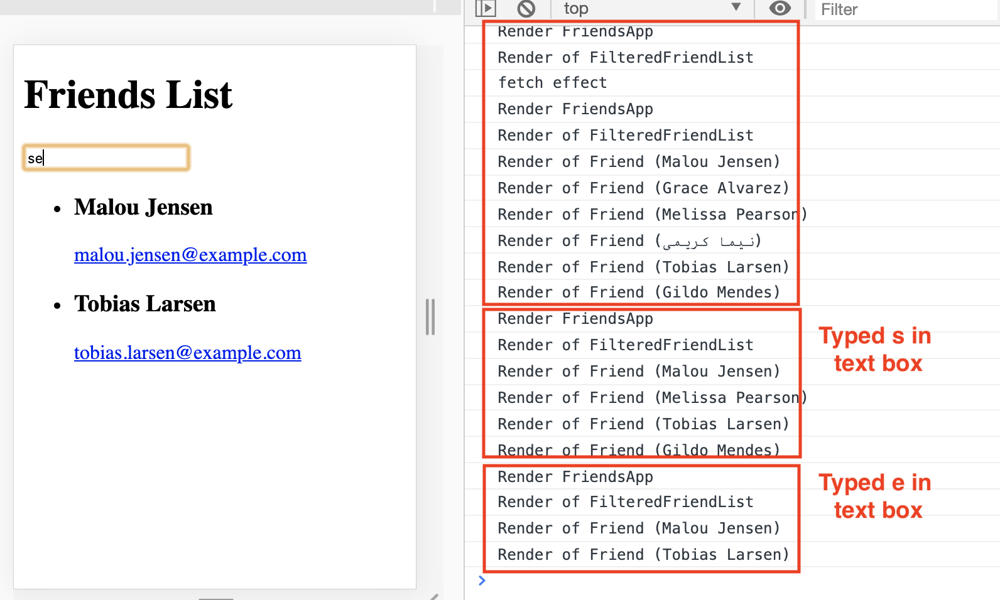 top
Filter
Friends List
se
Malou Jensen
malou.jensen@example.com
Tobias Larsen
tobias.larsen@example.com
Render FriendsApp
Render of FilteredFriendList
fetch effect
Render FriendsApp
Render of FilteredFriendList
Render of Friend (Malou Jensen)
Render of Friend (Grace Alvarez)
Render of Friend (Melissa Pearson)
Render of Friend (نیما کریمی)
Render of Friend (Tobias Larsen)
Render of Friend (Gildo Mendes)
Render FriendsApp
Render of FilteredFriendList
Render of Friend (Malou Jensen)
Render of Friend (Melissa Pearson)
Render of Friend (Tobias Larsen)
Render of Friend (Gildo Mendes)
Typed s in
text box
Render FriendsApp
Render of FilteredFriendList
Render of Friend (Malou Jensen)
Render of Friend (Tobias Larsen)
Typed e in
text box